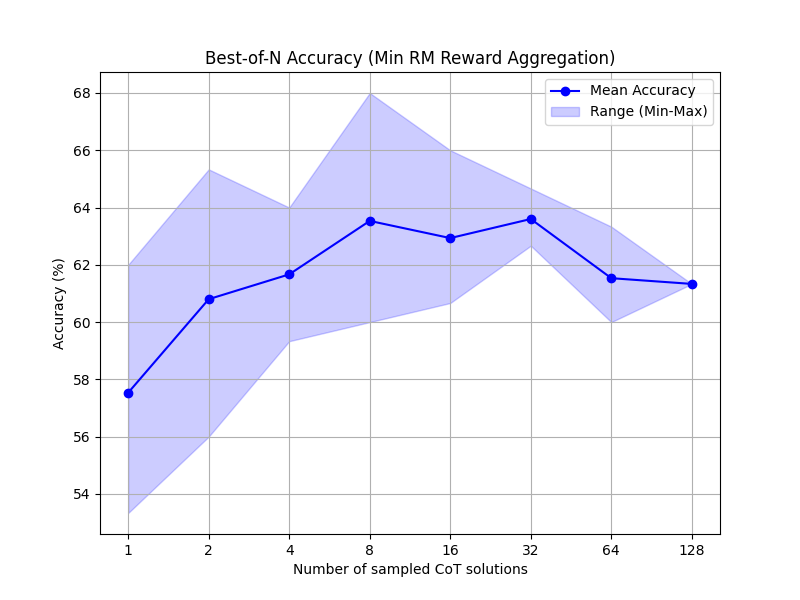 Best-of-N Accuracy (Min RM Reward Aggregation)
Mean Accuracy
Range (Min-Max)
68
66
64
62
60
58
56
54
Accuracy (%)
1 2 4 8 16 32 64 128
Number of sampled CoT solutions